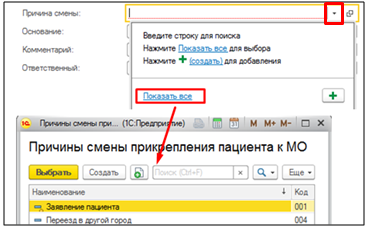 Причина смены:
Основание:
Введите строку для поиска
Комментарий:
Нажмите Показать все для выбора
Ответственный:
Нажмите + (создать) для добавления
Показать все
+
Причины смены при... (1С:Предприятие)
M M+ M-
Причины смены прикрепления пациента к МО
Выбрать Создать Поиск (Ctrl+F) × Еще
Наименование ↓ Код
Заявление пациента 001
Переезд в другой город 004